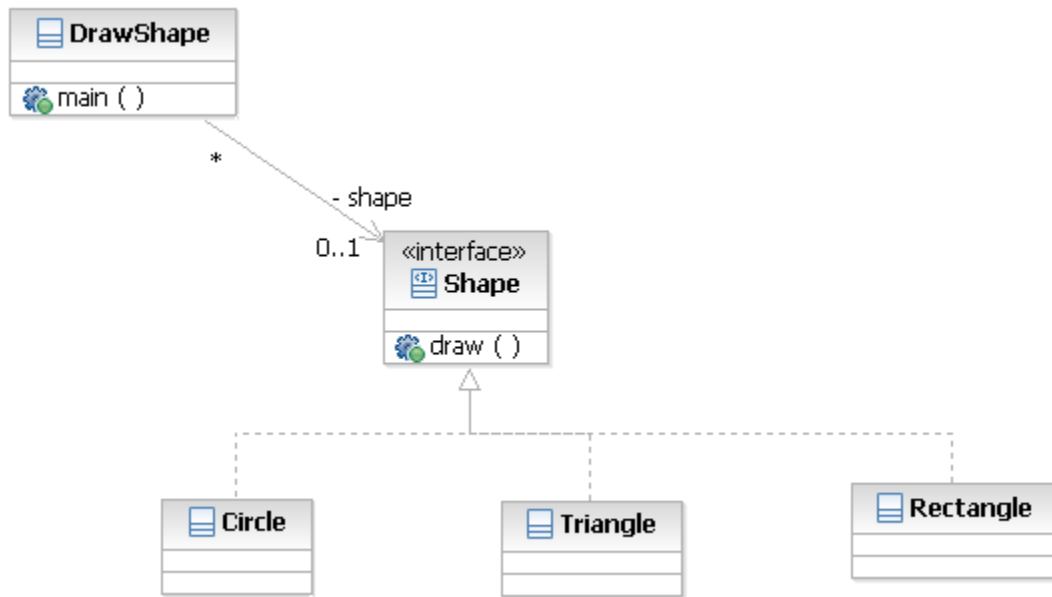 DrawShape
main ( )
*
- shape
0..1
«interface»
Shape
draw ( )
Circle
Triangle
Rectangle